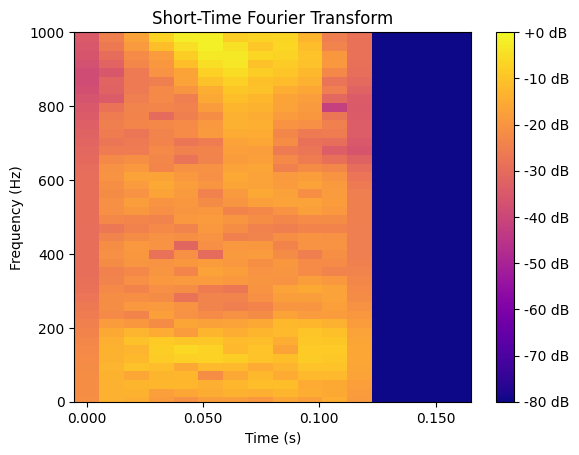 Short-Time Fourier Transform
1000
800
600
400
200
0
Frequency (Hz)
0.000
0.050
0.100
0.150
Time (s)
+0 dB
-10 dB
-20 dB
-30 dB
-40 dB
-50 dB
-60 dB
-70 dB
-80 dB